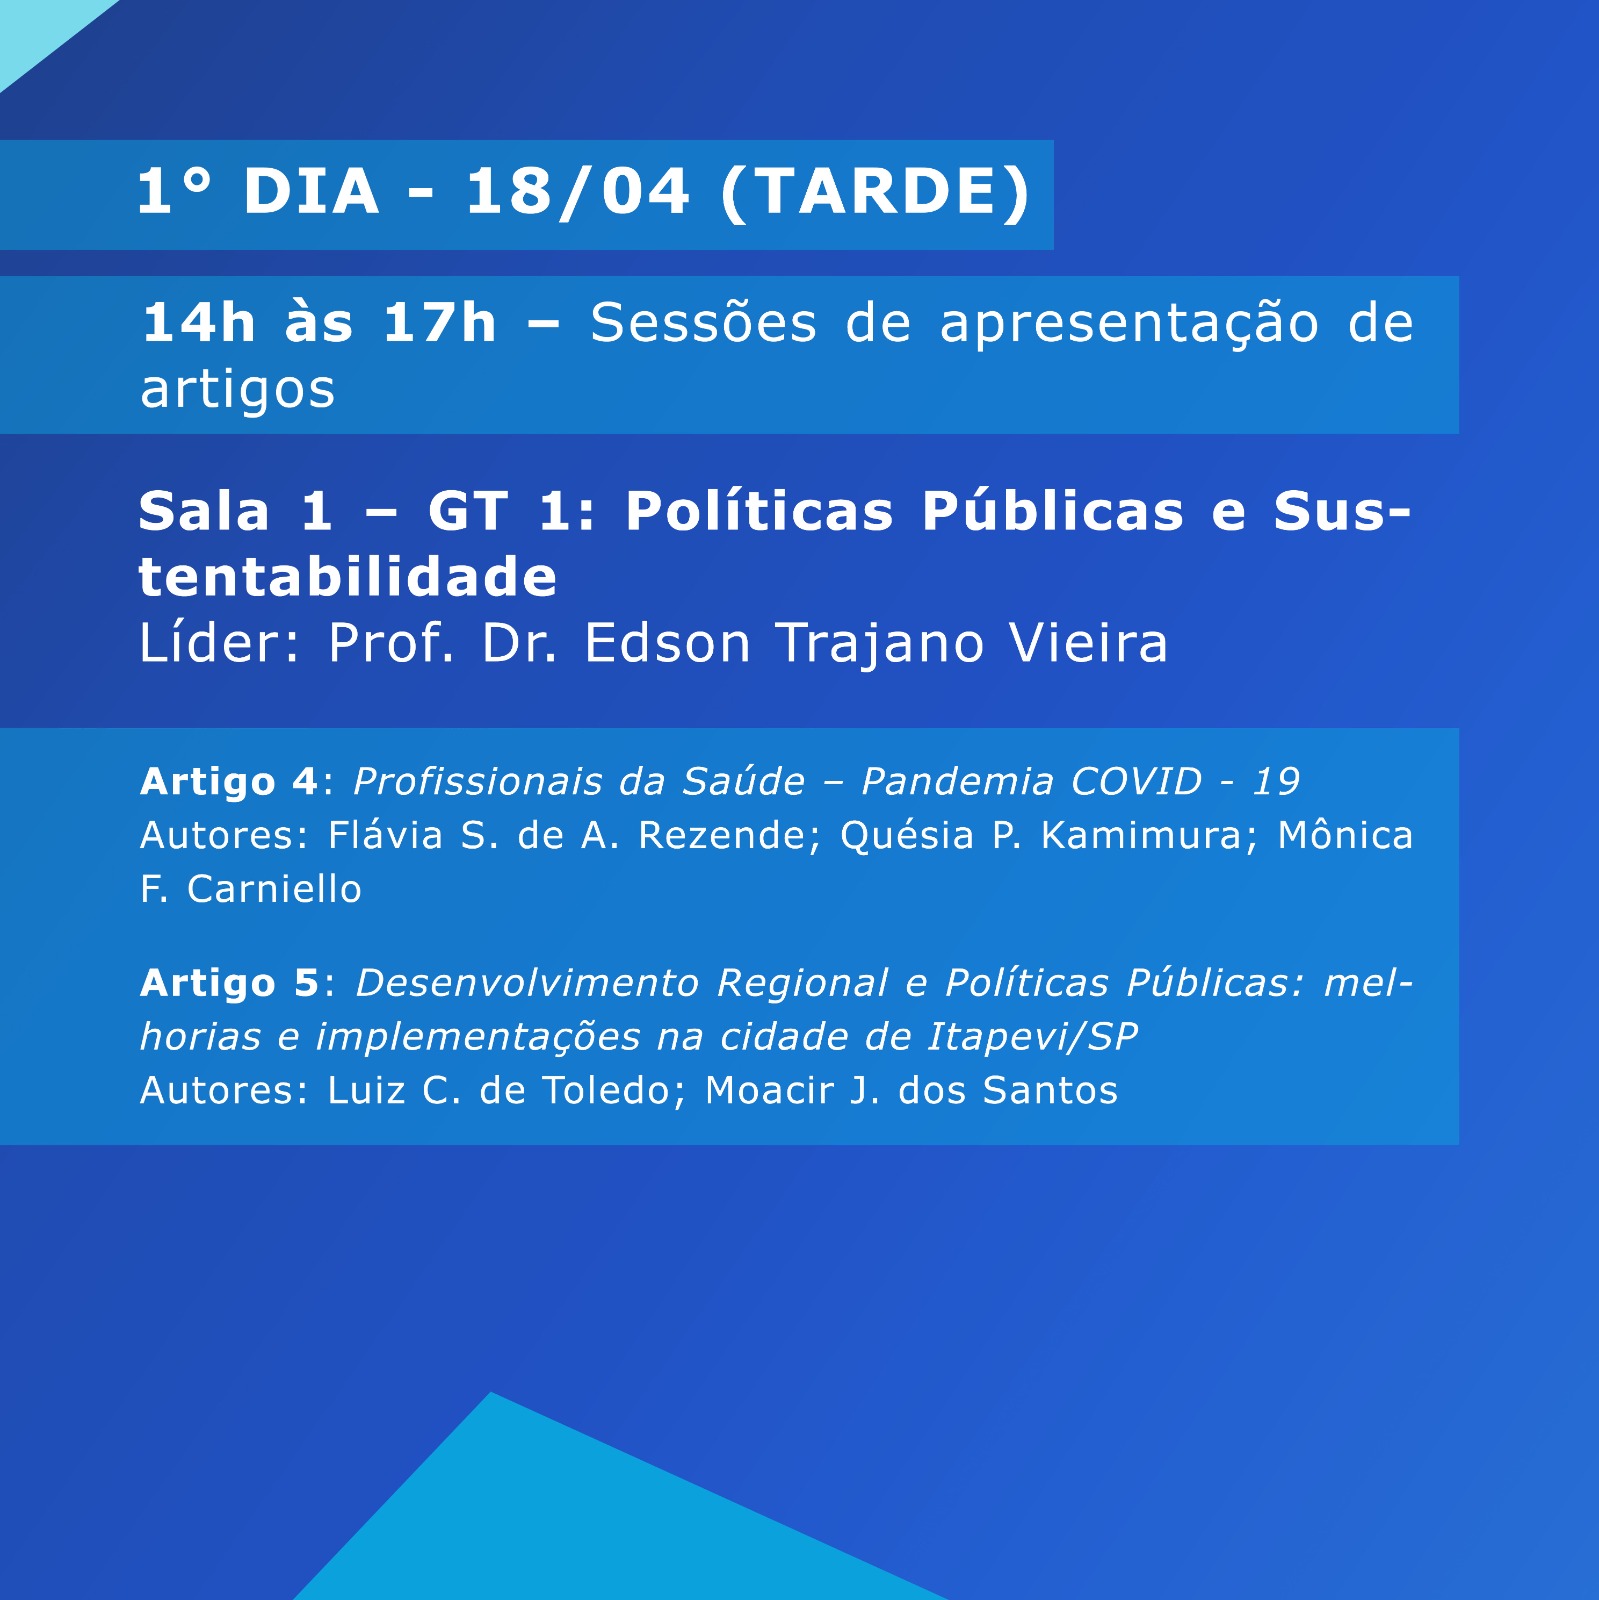 1° DIA - 18/04 (TARDE)
14h às 17h – Sessões de apresentação de
artigos
Sala 1 – GT 1: Políticas Públicas e Sus-
tentabilidade
Líder: Prof. Dr. Edson Trajano Vieira
Artigo 4: Profissionais da Saúde – Pandemia COVID - 19
Autores: Flávia S. de A. Rezende; Quésia P. Kamimura; Mônica
F. Carniello
Artigo 5: Desenvolvimento Regional e Políticas Públicas: mel-
horias e implementações na cidade de Itapevi/SP
Autores: Luiz C. de Toledo; Moacir J. dos Santos